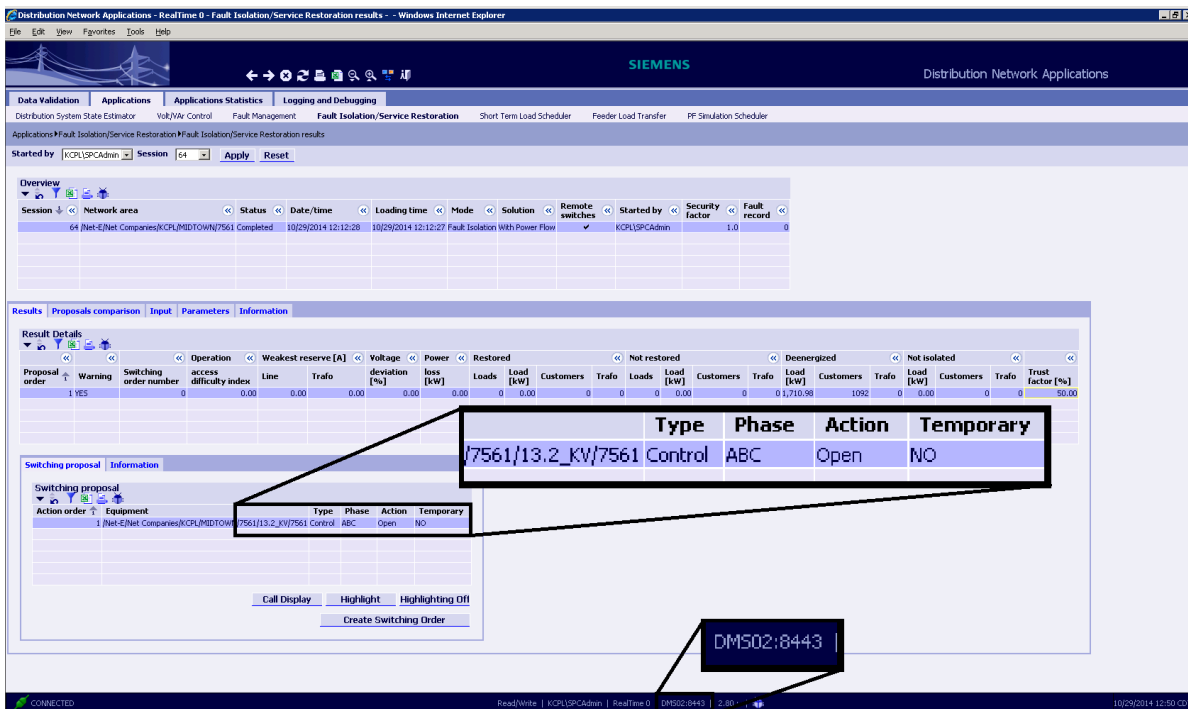 Distribution Network Applications - RealTime 0 - Fault Isolation/Service Restoration results - - Windows Internet Explorer
File Edit View Favorites Tools Help
SIEMENS
Distribution Network Applications
Data Validation Applications Applications Statistics Logging and Debugging
Distribution System State Estimator Volt/VAr Control Fault Management Fault Isolation/Service Restoration Short Term Load Scheduler Feeder Load Transfer PF Simulation Scheduler
Applications Fault Isolation/Service Restoration Fault Isolation/Service Restoration results
Started by KCPL\SPCAdmin Session 64 Apply Reset
Overview
Session Network area Status Date/time Loading time Mode Solution Remote switches Started by Security factor Fault record
64 /Net-E/Net Companies/KCPL/MIDTOWN/7561 Completed 10/29/2014 12:12:28 10/29/2014 12:12:27 Fault Isolation With Power Flow ✔ KCPL\SPCAdmin 1.0 0
Results Proposals comparison Input Parameters Information
Result Details
Operation Weakest reserve [A] Voltage Power Restored Not restored Deenergized Not isolated
Proposal order Warning Switching order number access difficulty index Line Trafo deviation [%] loss [kW] Loads Load [kW] Customers Trafo Loads Load [kW] Customers Trafo Load [kW] Customers Trafo Load [kW] Customers Trafo Trust factor [%]
1 YES 0 0.00 0.00 0.00 0.00 0.00 0 0.00 0 0 0 0.00 0 0 1,710.98 1092 0 0.00 0 0 50.00
Type Phase Action Temporary
/7561/13.2_KV/7561 Control ABC Open NO
Switching proposal Information
Switching proposal
Action order Equipment Type Phase Action Temporary
1 /Net-E/Net Companies/KCPL/MIDTOWN/7561/13.2_KV/7561 Control ABC Open NO
Call Display Highlight Highlighting Off
Create Switching Order
DMS02:8443 |
CONNECTED Read/Write | KCPL\SPCAdmin | RealTime 0 DMS02:8443 | 2.80 10/29/2014 12:50 CD